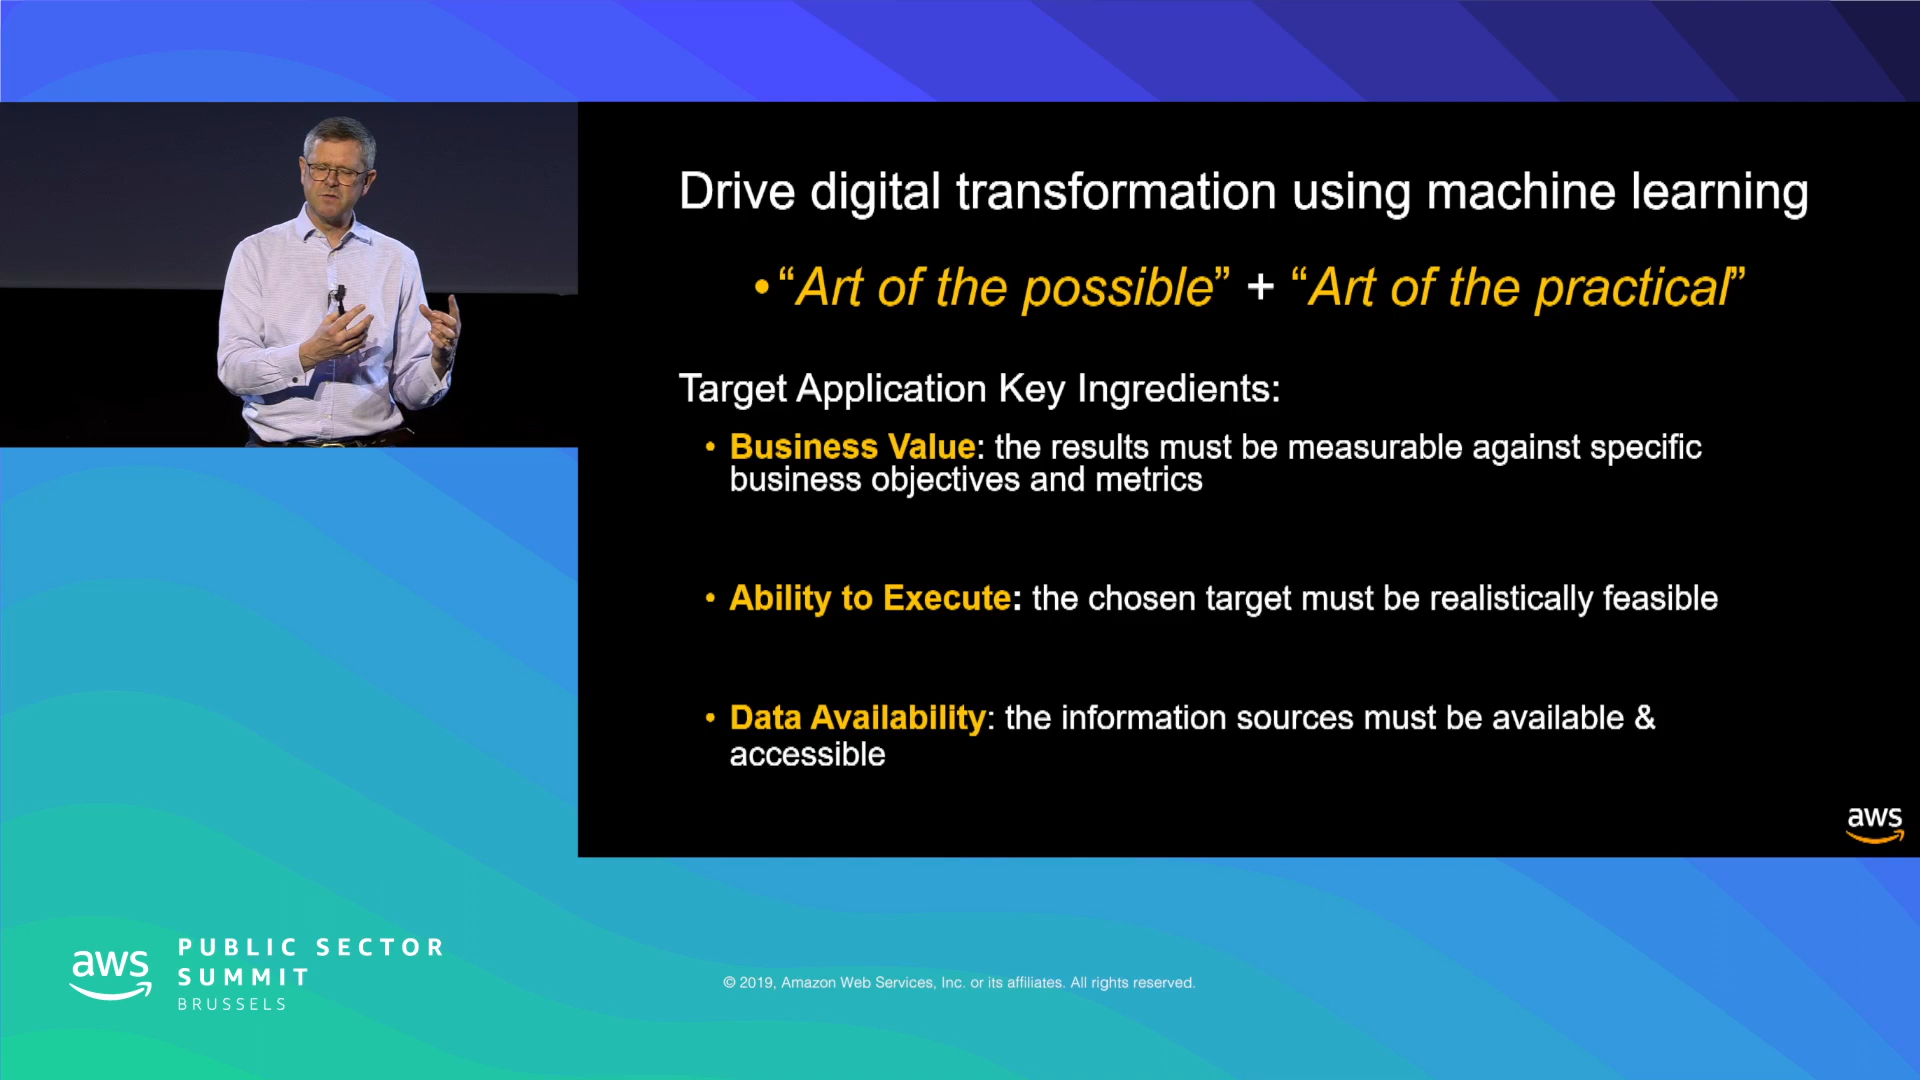 Drive digital transformation using machine learning
•“Art of the possible” + “Art of the practical”
Target Application Key Ingredients:
• Business Value: the results must be measurable against specific
business objectives and metrics
• Ability to Execute: the chosen target must be realistically feasible
• Data Availability: the information sources must be available &
accessible
aws
aws
PUBLIC SECTOR
SUMMIT
BRUSSELS
© 2019, Amazon Web Services, Inc. or its affiliates. All rights reserved.